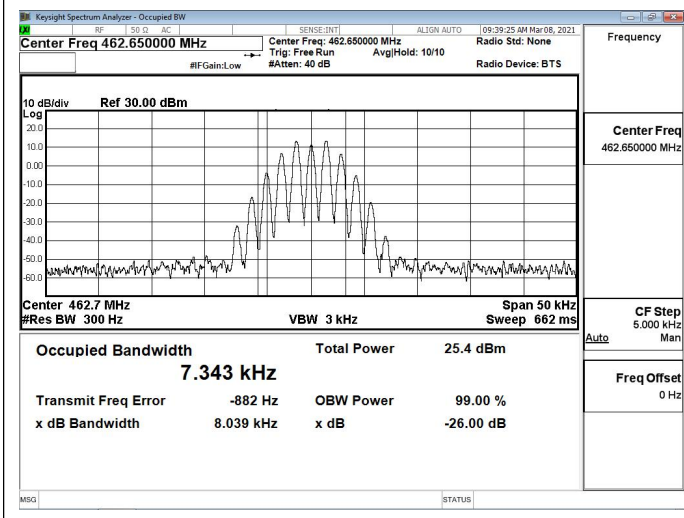 Keysight Spectrum Analyzer - Occupied BW
RF 50 Ω AC SENSE:INT ALIGN AUTO 09:39:25 AM Mar 08, 2021
Center Freq 462.650000 MHz
Center Freq: 462.650000 MHz
Radio Std: None
Trig: Free Run Avg|Hold: 10/10
#IFGain:Low
#Atten: 40 dB
Radio Device: BTS
10 dB/div Ref 30.00 dBm
Log
20.0
10.0
0.00
-10.0
-20.0
-30.0
-40.0
-50.0
-60.0
Center 462.7 MHz
Span 50 kHz
#Res BW 300 Hz
VBW 3 kHz
Sweep 662 ms
Occupied Bandwidth
Total Power 25.4 dBm
7.343 kHz
Transmit Freq Error -882 Hz
OBW Power 99.00 %
x dB Bandwidth 8.039 kHz
x dB -26.00 dB
MSG
STATUS
Frequency
Center Freq
462.650000 MHz
CF Step
5.000 kHz
Auto Man
Freq Offset
0 Hz